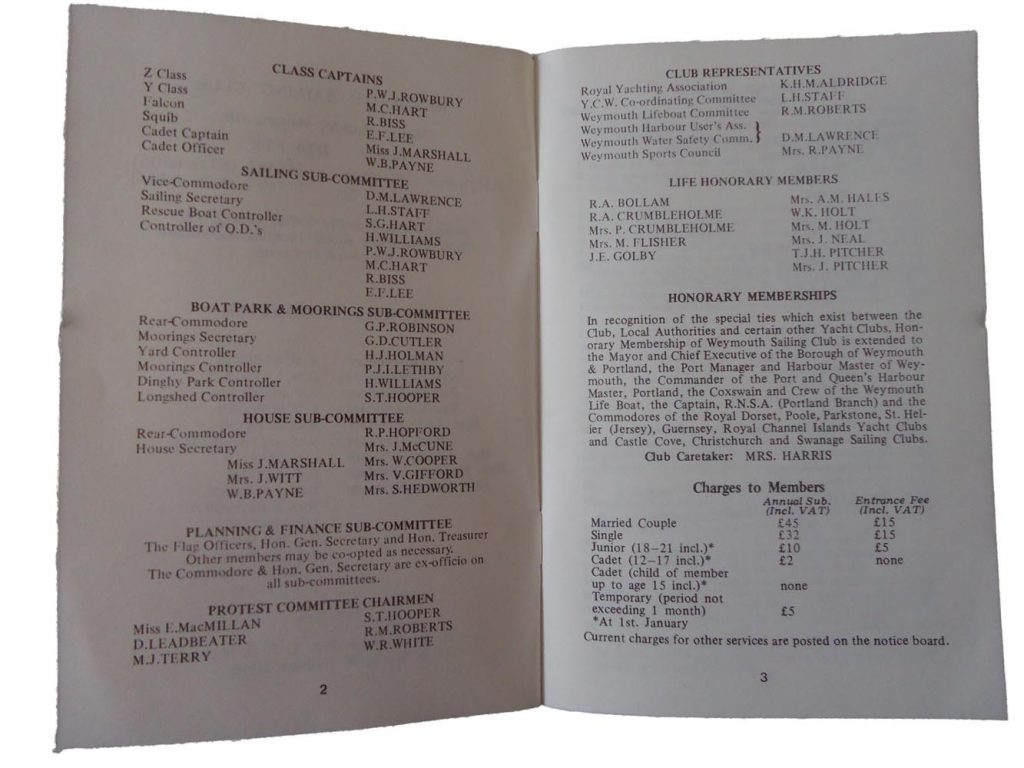 CLASS CAPTAINS
Z Class P.W.J.ROWBURY
Y Class M.C.HART
Falcon R.BISS
Squib E.F.LEE
Cadet Captain Miss J.MARSHALL
Cadet Officer W.B.PAYNE
SAILING SUB-COMMITTEE
Vice-Commodore D.M.LAWRENCE
Sailing Secretary L.H.STAFF
Rescue Boat Controller S.G.HART
Controller of O.D.'s H.WILLIAMS
P.W.J.ROWBURY
M.C.HART
R.BISS
E.F.LEE
BOAT PARK & MOORINGS SUB-COMMITTEE
Rear-Commodore G.P.ROBINSON
Moorings Secretary G.D.CUTLER
Yard Controller H.J.HOLMAN
Moorings Controller P.J.I.LETHBY
Dinghy Park Controller H.WILLIAMS
Longshed Controller S.T.HOOPER
HOUSE SUB-COMMITTEE
Rear-Commodore R.P.HOPFORD
House Secretary Mrs. J.McCUNE
Miss J.MARSHALL Mrs. W.COOPER
Mrs. J.WITT Mrs. V.GIFFORD
W.B.PAYNE Mrs. S.HEDWORTH
PLANNING & FINANCE SUB-COMMITTEE
The Flag Officers, Hon. Gen. Secretary and Hon. Treasurer
Other members may be co-opted as necessary.
The Commodore & Hon. Gen. Secretary are ex-officio on
all sub-committees.
PROTEST COMMITTEE CHAIRMEN
Miss E.MacMILLAN S.T.HOOPER
D.LEADBEATER R.M.ROBERTS
M.J.TERRY W.R.WHITE
2
CLUB REPRESENTATIVES
Royal Yachting Association K.H.M.ALDRIDGE
Y.C.W. Co-ordinating Committee L.H.STAFF
Weymouth Lifeboat Committee R.M.ROBERTS
Weymouth Harbour User's Ass. }
Weymouth Water Safety Comm. } D.M.LAWRENCE
Weymouth Sports Council Mrs. R.PAYNE
LIFE HONORARY MEMBERS
R.A. BOLLAM Mrs. A.M. HALES
R.A. CRUMBLEHOLME W.K. HOLT
Mrs. P. CRUMBLEHOLME Mrs. M. HOLT
Mrs. M. FLISHER Mrs. J. NEAL
J.E. GOLBY T.J.H. PITCHER
Mrs. J. PITCHER
HONORARY MEMBERSHIPS
In recognition of the special ties which exist between the
Club, Local Authorities and certain other Yacht Clubs, Hon-
orary Membership of Weymouth Sailing Club is extended to
the Mayor and Chief Executive of the Borough of Weymouth
& Portland, the Port Manager and Harbour Master of Wey-
mouth, the Commander of the Port and Queen's Harbour
Master, Portland, the Coxswain and Crew of the Weymouth
Life Boat, the Captain, R.N.S.A. (Portland Branch) and the
Commodores of the Royal Dorset, Poole, Parkstone, St. Hel-
ier (Jersey), Guernsey, Royal Channel Islands Yacht Clubs
and Castle Cove, Christchurch and Swanage Sailing Clubs.
Club Caretaker: MRS. HARRIS
Charges to Members
Annual Sub. Entrance Fee
(Incl. VAT) (Incl. VAT)
Married Couple £45 £15
Single £32 £15
Junior (18–21 incl.)* £10 £5
Cadet (12–17 incl.)* £2 none
Cadet (child of member
up to age 15 incl.)* none
Temporary (period not
exceeding 1 month) £5
*At 1st. January
Current charges for other services are posted on the notice board.
3